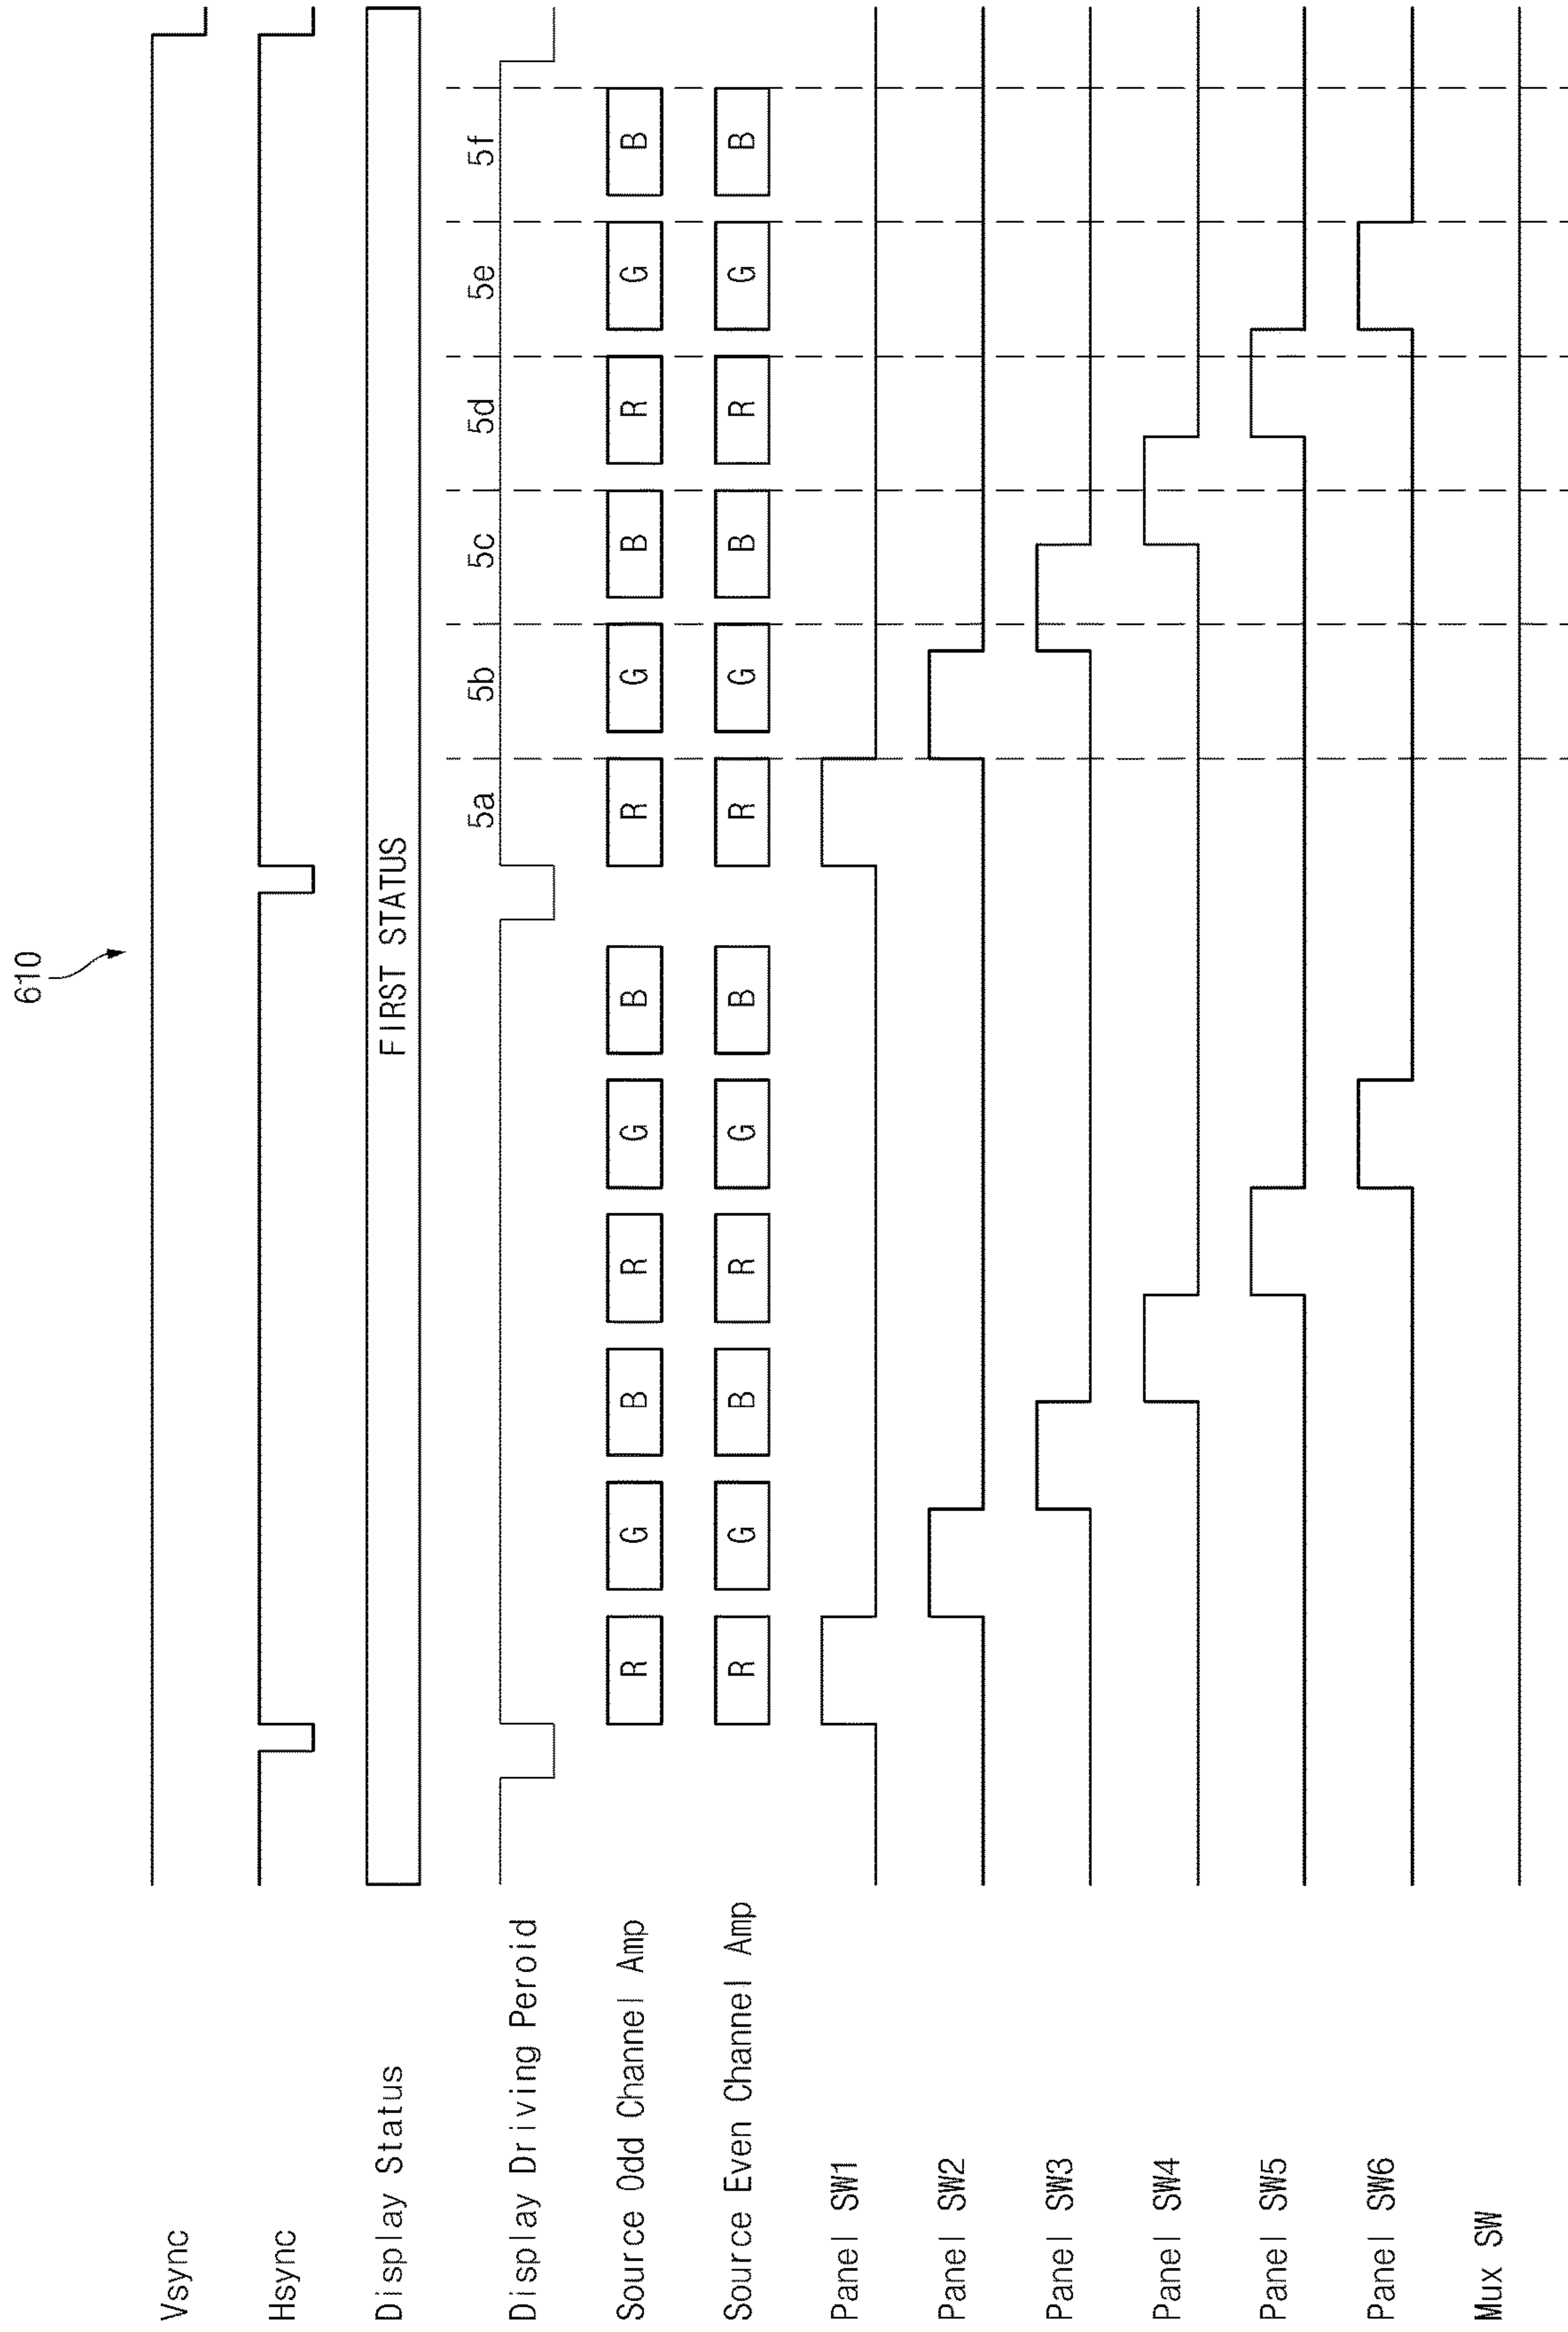 610
Vsync
Hsync
Display Status
FIRST STATUS
Display Driving Peroid
5a 5b 5c 5d 5e 5f
Source Odd Channel Amp
R G B R G B R G B R G B
Source Even Channel Amp
R G B R G B R G B R G B
Panel SW1
Panel SW2
Panel SW3
Panel SW4
Panel SW5
Panel SW6
Mux SW